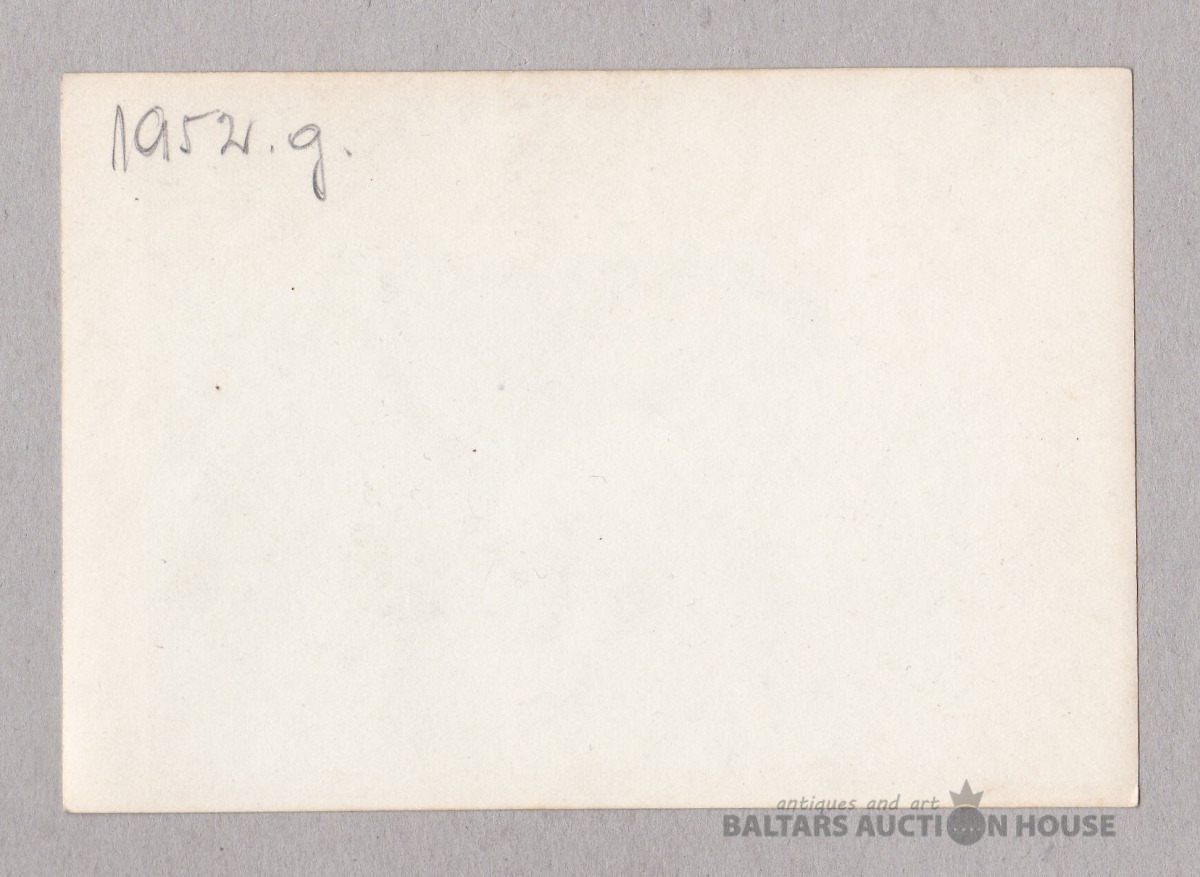 1952. g.
antiques and art
BALTARS AUCTION HOUSE